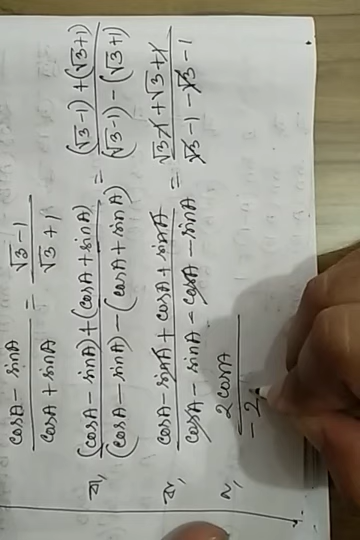 cosA - sinA / cosA + sinA = √3 - 1 / √3 + 1
বা, (cosA - sinA) + (cosA + sinA) / (cosA - sinA) - (cosA + sinA) = (√3-1) + (√3+1) / (√3-1) - (√3+1)
বা, cosA - sinA + cosA + sinA / cosA - sinA - cosA - sinA = √3 - 1 + √3 + 1 / √3 - 1 - √3 - 1
বা, 2cosA / -2